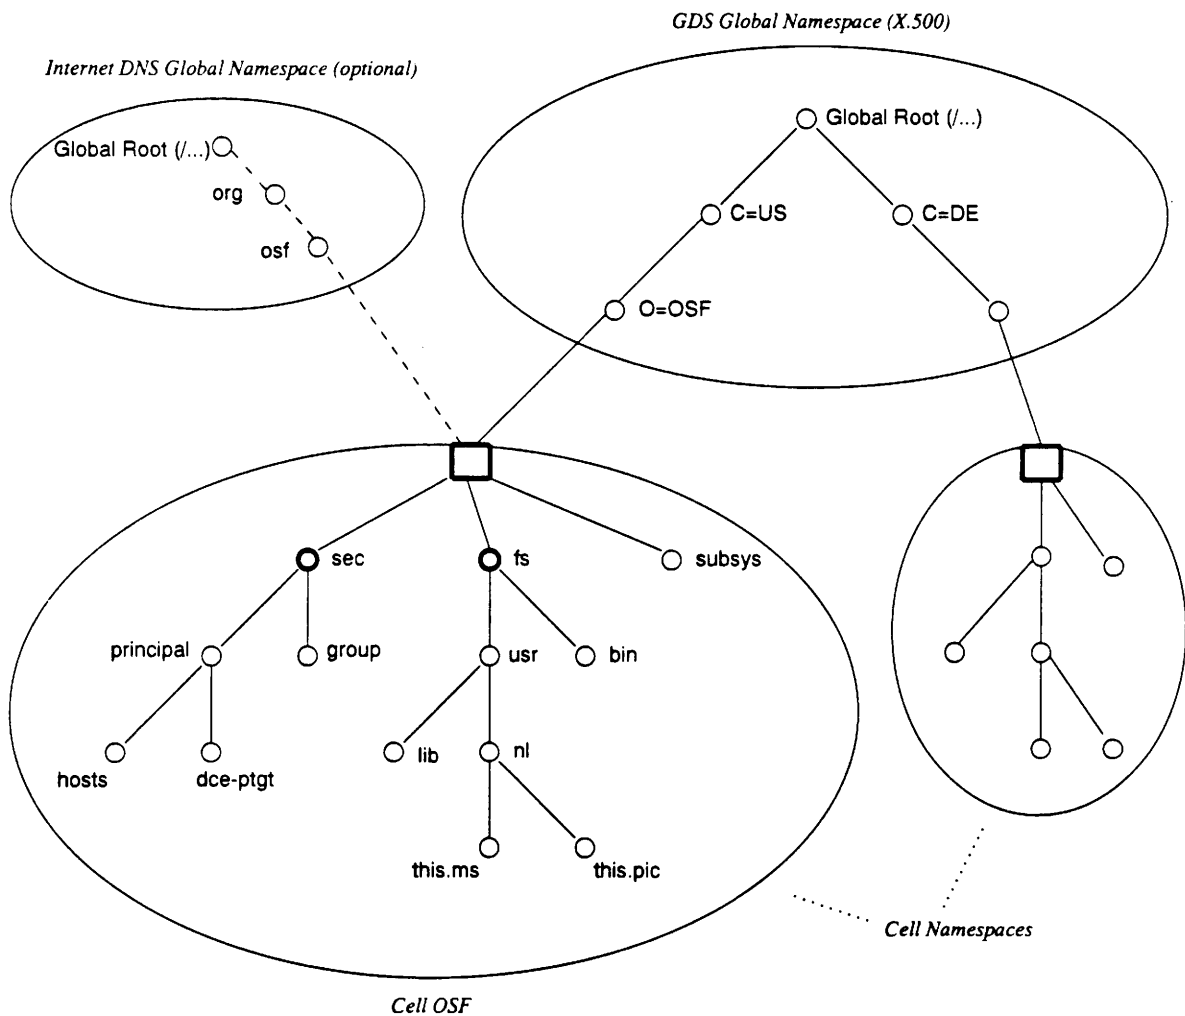 GDS Global Namespace (X.500)
Internet DNS Global Namespace (optional)
Global Root (/...)
Global Root (/...)
org
C=US
C=DE
osf
O=OSF
sec
fs
subsys
principal
group
usr
bin
lib
nl
hosts
dce-ptgt
this.ms
this.pic
Cell Namespaces
Cell OSF